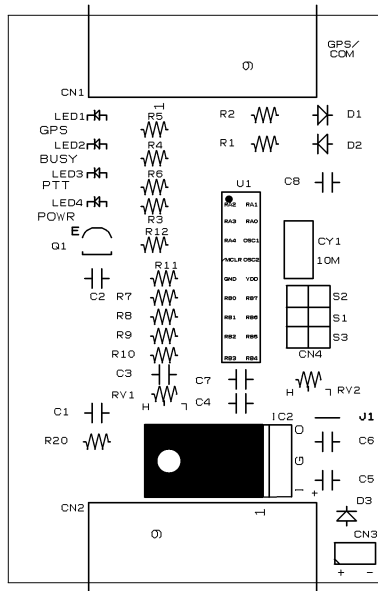 GPS/
COM
9
CN1
LED1
1
R5
R2
D1
GPS
LED2
R4
R1
D2
BUSY
LED3
R6
U1
C8
PTT
LED4
R3
POWR
E
R12
Q1
RA2 RA1
RA3 RA0
RA4 OSC1
/MCLR OSC2
GND VDD
RB0 RB7
RB1 RB6
RB2 RB5
RB3 RB4
CY1
10M
R11
C2
R7
S2
R8
S1
R9
S3
R10
CN4
C3
C7
RV1
H
RV2
H
C1
C4
IC2
J1
R20
O
C6
G
I
C5
+
CN2
1
D3
9
CN3
+ -